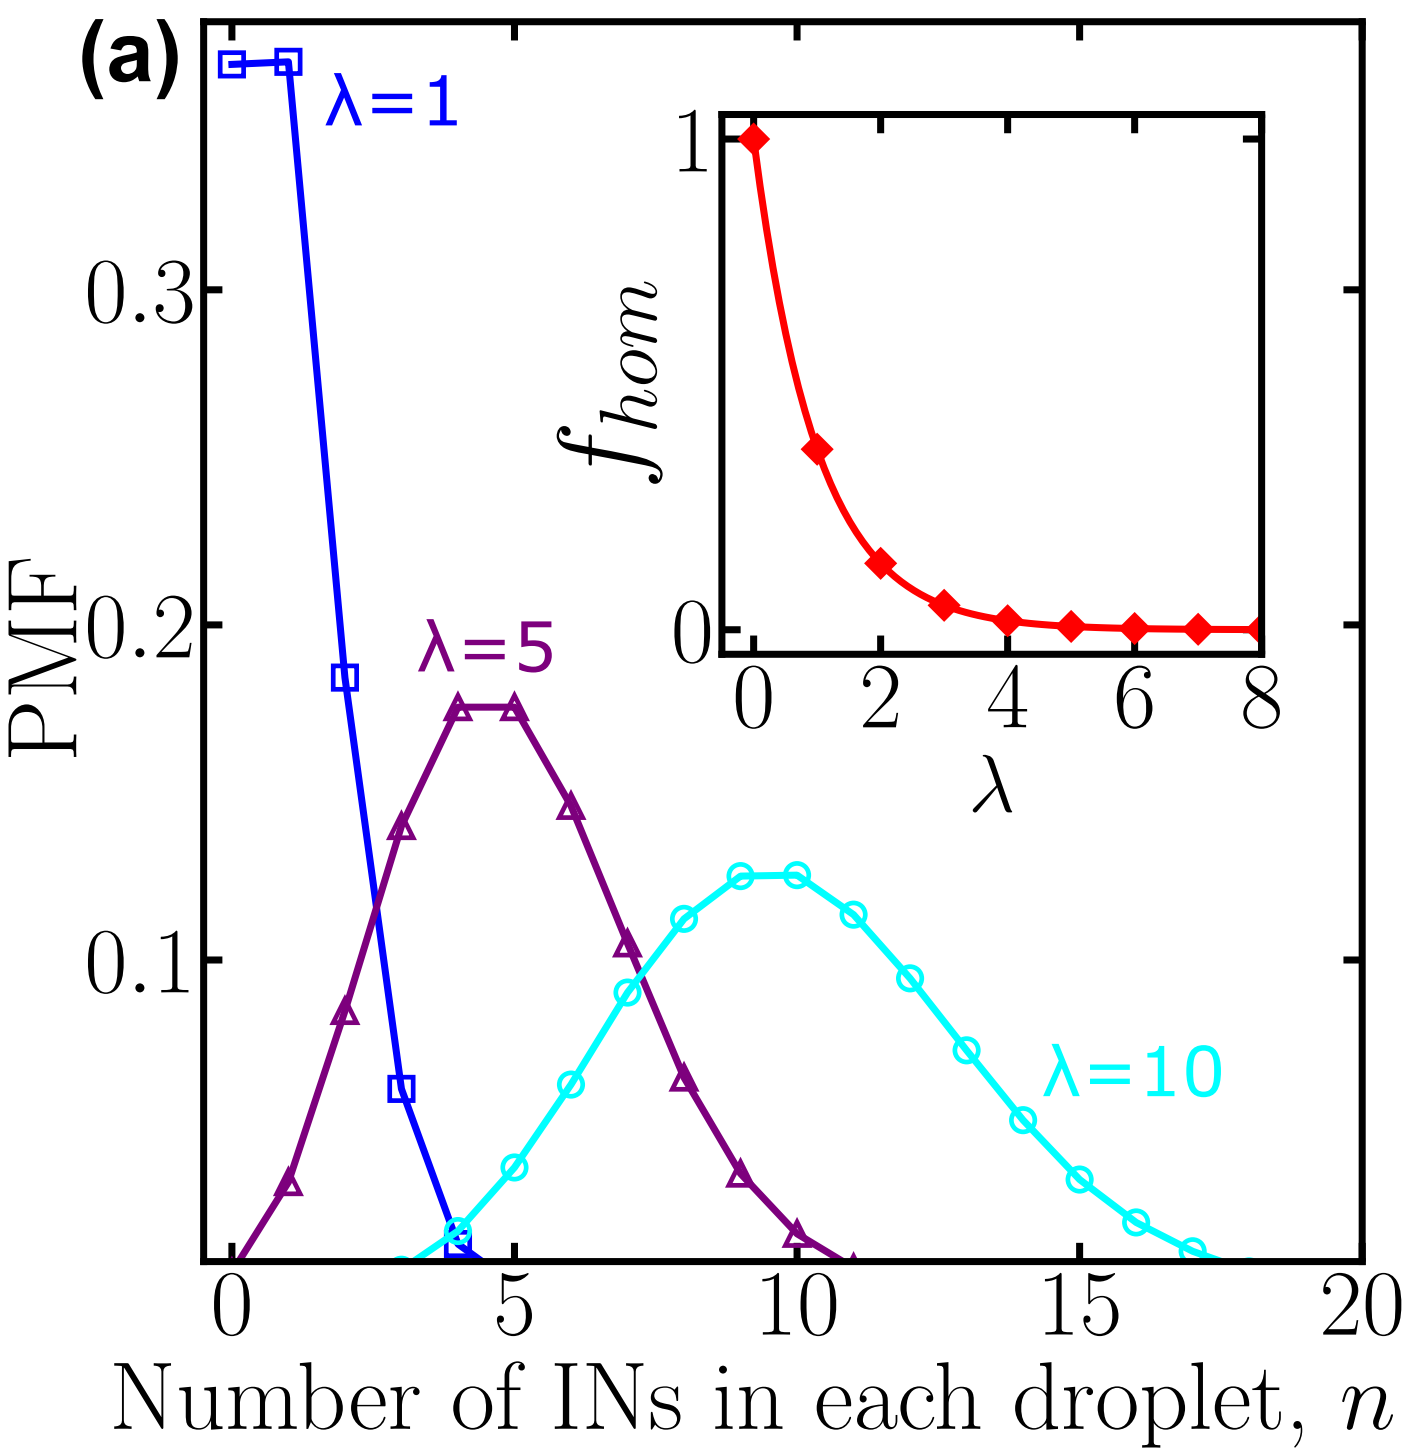 (a)
λ=1
1
0.3
f_hom
PMF
0.2
λ=5
0
0 2 4 6 8
λ
0.1
λ=10
0 5 10 15 20
Number of INs in each droplet, n